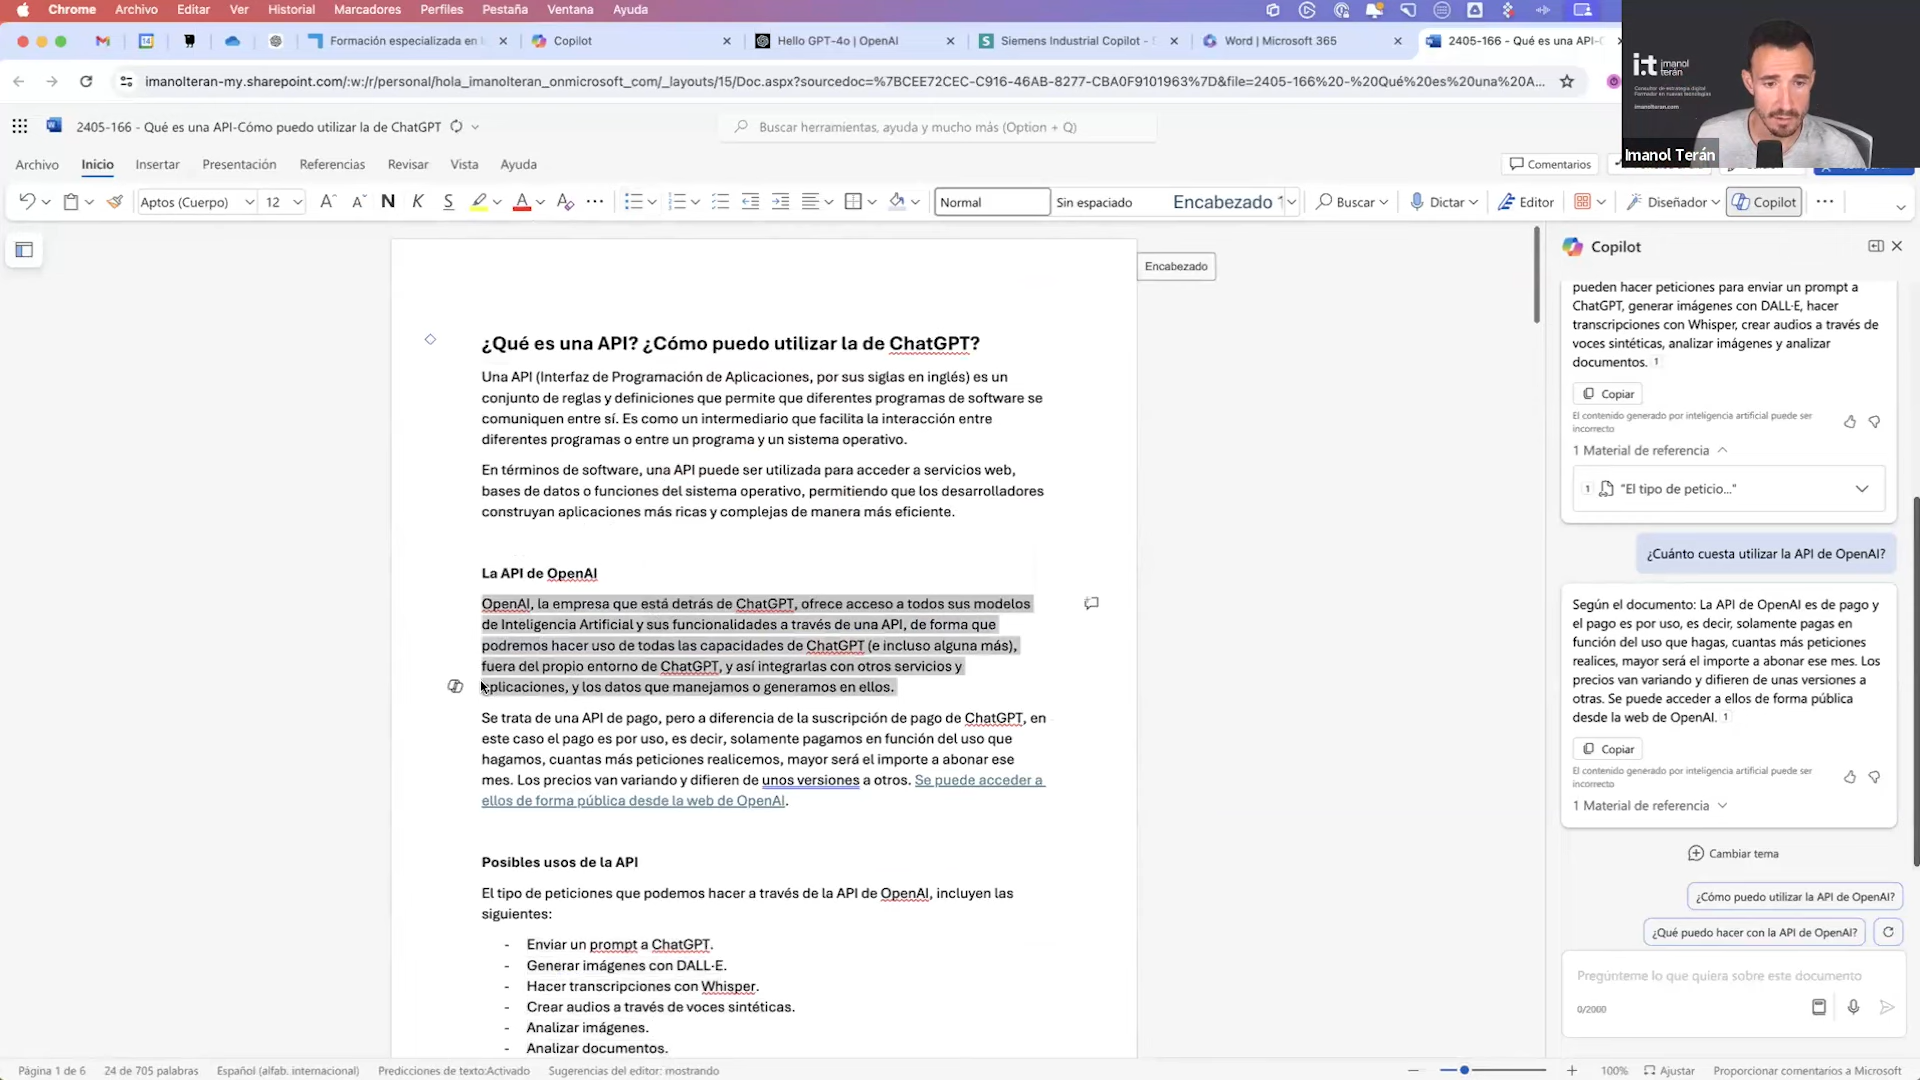 Chrome Archivo Editar Ver Historial Marcadores Perfiles Pestaña Ventana Ayuda
Formación especializada en
Copilot
Hello GPT-4o | OpenAI
Siemens Industrial Copilot -
Word | Microsoft 365
2405-166 - Qué es una API-C
imanolteran-my.sharepoint.com/:w:/r/personal/hola_imanolteran_onmicrosoft_com/_layouts/15/Doc.aspx?sourcedoc=%7BCEE72CEC-C916-46AB-8277-CBA0F9101963%7D&file=2405-166%20-%20Qué%20es%20una%20A...
i.t imanol terán
Consultor de estrategia digital
Formador en nuevas tecnologías
imanolteran.com
Imanol Terán
2405-166 - Qué es una API-Cómo puedo utilizar la de ChatGPT
Buscar herramientas, ayuda y mucho más (Option + Q)
Archivo Inicio Insertar Presentación Referencias Revisar Vista Ayuda
Comentarios
Aptos (Cuerpo) 12 N K S A Normal Sin espaciado Encabezado 1 Buscar Dictar Editor Diseñador Copilot
Encabezado
¿Qué es una API? ¿Cómo puedo utilizar la de ChatGPT?
Una API (Interfaz de Programación de Aplicaciones, por sus siglas en inglés) es un
conjunto de reglas y definiciones que permite que diferentes programas de software se
comuniquen entre sí. Es como un intermediario que facilita la interacción entre
diferentes programas o entre un programa y un sistema operativo.
En términos de software, una API puede ser utilizada para acceder a servicios web,
bases de datos o funciones del sistema operativo, permitiendo que los desarrolladores
construyan aplicaciones más ricas y complejas de manera más eficiente.
La API de OpenAI
OpenAI, la empresa que está detrás de ChatGPT, ofrece acceso a todos sus modelos
de Inteligencia Artificial y sus funcionalidades a través de una API, de forma que
podremos hacer uso de todas las capacidades de ChatGPT (e incluso alguna más),
fuera del propio entorno de ChatGPT, y así integrarlas con otros servicios y
aplicaciones, y los datos que manejamos o generamos en ellos.
Se trata de una API de pago, pero a diferencia de la suscripción de pago de ChatGPT, en
este caso el pago es por uso, es decir, solamente pagamos en función del uso que
hagamos, cuantas más peticiones realicemos, mayor será el importe a abonar ese
mes. Los precios van variando y difieren de unos versiones a otros. Se puede acceder a
ellos de forma pública desde la web de OpenAI.
Posibles usos de la API
El tipo de peticiones que podemos hacer a través de la API de OpenAI, incluyen las
siguientes:
- Enviar un prompt a ChatGPT.
- Generar imágenes con DALL·E.
- Hacer transcripciones con Whisper.
- Crear audios a través de voces sintéticas.
- Analizar imágenes.
- Analizar documentos.
Copilot
pueden hacer peticiones para enviar un prompt a
ChatGPT, generar imágenes con DALL·E, hacer
transcripciones con Whisper, crear audios a través de
voces sintéticas, analizar imágenes y analizar
documentos. 1
Copiar
El contenido generado por inteligencia artificial puede ser
incorrecto
1 Material de referencia
1 "El tipo de peticio..."
¿Cuánto cuesta utilizar la API de OpenAI?
Según el documento: La API de OpenAI es de pago y
el pago es por uso, es decir, solamente pagas en
función del uso que hagas, cuantas más peticiones
realices, mayor será el importe a abonar ese mes. Los
precios van variando y difieren de unas versiones a
otras. Se puede acceder a ellos de forma pública
desde la web de OpenAI. 1
Copiar
El contenido generado por inteligencia artificial puede ser
incorrecto
1 Material de referencia
Cambiar tema
¿Cómo puedo utilizar la API de OpenAI?
¿Qué puedo hacer con la API de OpenAI?
Pregúnteme lo que quiera sobre este documento
0/2000
Página 1 de 6 24 de 705 palabras Español (alfab. internacional) Predicciones de texto:Activado Sugerencias del editor: mostrando 100% Ajustar Proporcionar comentarios a Microsoft